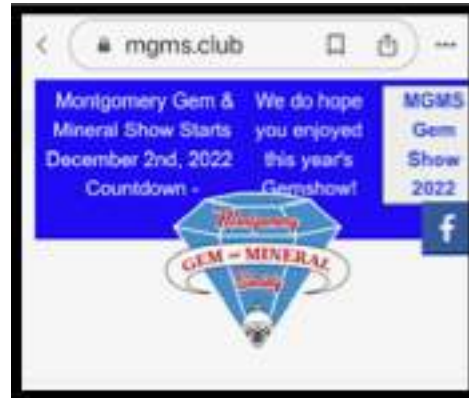 mgms.club
Montgomery Gem &
Mineral Show Starts
December 2nd, 2022
Countdown -
We do hope
you enjoyed
this year's
Gemshow!
MGMS
Gem
Show
2022
f
Montgomery
GEM AND MINERAL
Society